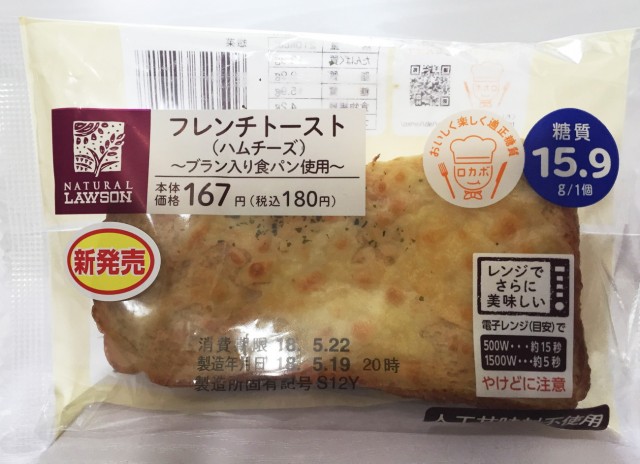 フレンチトースト
（ハムチーズ）
～ブラン入り食パン使用～
本体価格 167円（税込180円）
NATURAL
LAWSON
新発売
おいしく楽しく適正糖質
ロカボ
糖質
15.9
g/1個
レンジで
さらに
美味しい
電子レンジ(目安)で
500W・・・約15秒
1500W・・・約5秒
やけどに注意
消費期限 18. 5.22
製造年月日 18. 5.19 20時
製造所固有記号 S12Y
たんぱく質